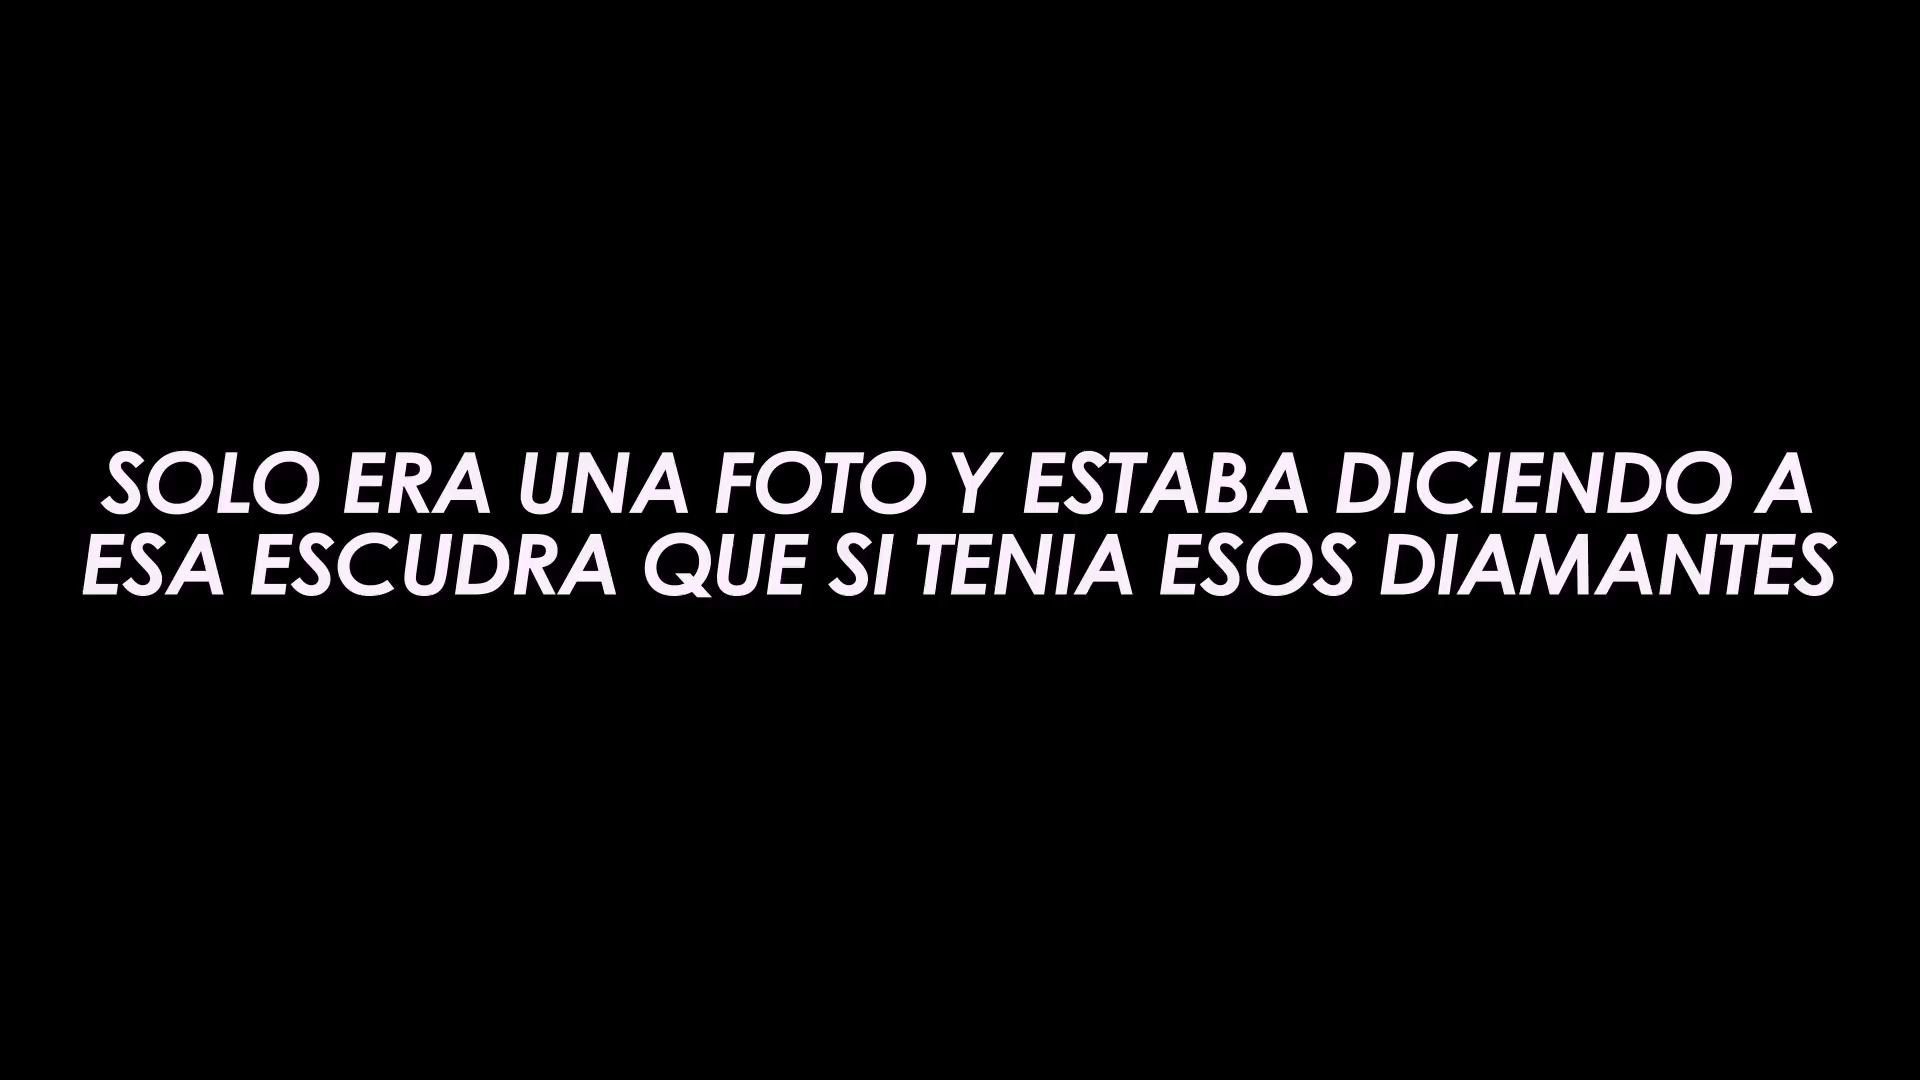 SOLO ERA UNA FOTO Y ESTABA DICIENDO A
ESA ESCUDRA QUE SI TENIA ESOS DIAMANTES